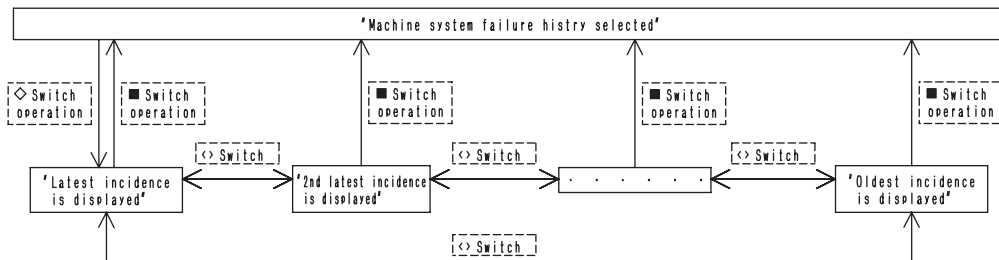 "Machine system failure histry selected"
◇ Switch
operation
■ Switch
operation
■ Switch
operation
■ Switch
operation
■ Switch
operation
<> Switch
<> Switch
<> Switch
"Latest incidence
is displayed"
"2nd latest incidence
is displayed"
. . . . . .
"Oldest incidence
is displayed"
<> Switch